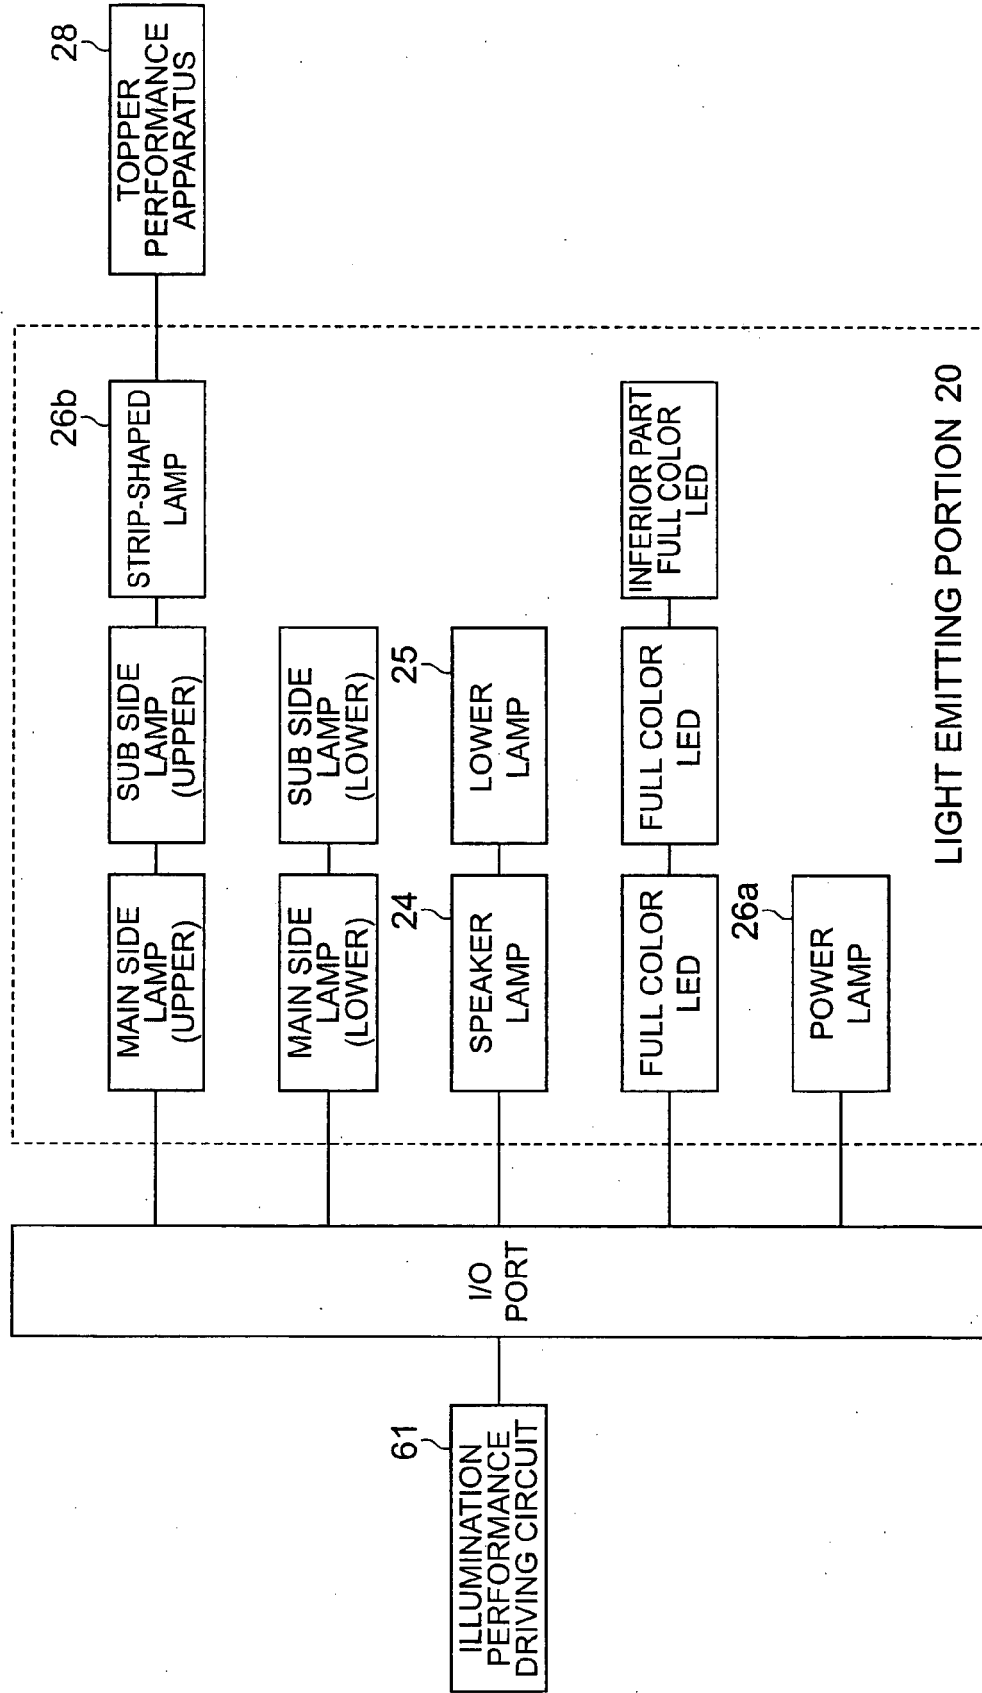 ILLUMINATION
PERFORMANCE
DRIVING CIRCUIT
61
I/O
PORT
MAIN SIDE
LAMP
(UPPER)
SUB SIDE
LAMP
(UPPER)
STRIP-SHAPED
LAMP
26b
TOPPER
PERFORMANCE
APPARATUS
28
MAIN SIDE
LAMP
(LOWER)
SUB SIDE
LAMP
(LOWER)
SPEAKER
LAMP
24
LOWER
LAMP
25
FULL COLOR
LED
FULL COLOR
LED
INFERIOR PART
FULL COLOR
LED
POWER
LAMP
26a
LIGHT EMITTING PORTION 20